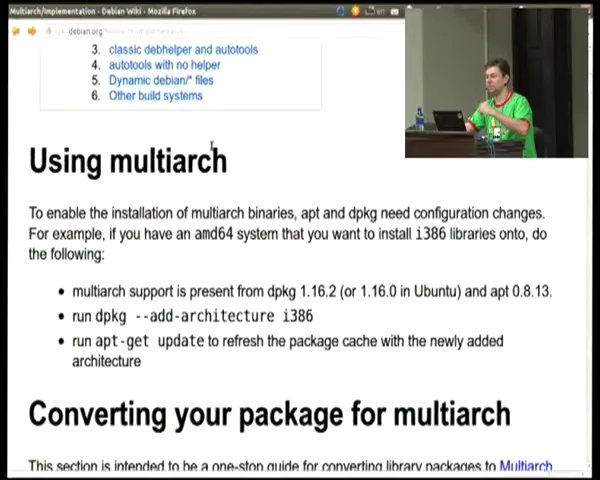 Multiarch/Implementation - Debian Wiki - Mozilla Firefox
debian.org
3. classic debhelper and autotools
4. autotools with no helper
5. Dynamic debian/* files
6. Other build systems
Using multiarch
To enable the installation of multiarch binaries, apt and dpkg need configuration changes.
For example, if you have an amd64 system that you want to install i386 libraries onto, do
the following:
• multiarch support is present from dpkg 1.16.2 (or 1.16.0 in Ubuntu) and apt 0.8.13.
• run dpkg --add-architecture i386
• run apt-get update to refresh the package cache with the newly added
architecture
Converting your package for multiarch
This section is intended to be a one-stop guide for converting library packages to Multiarch